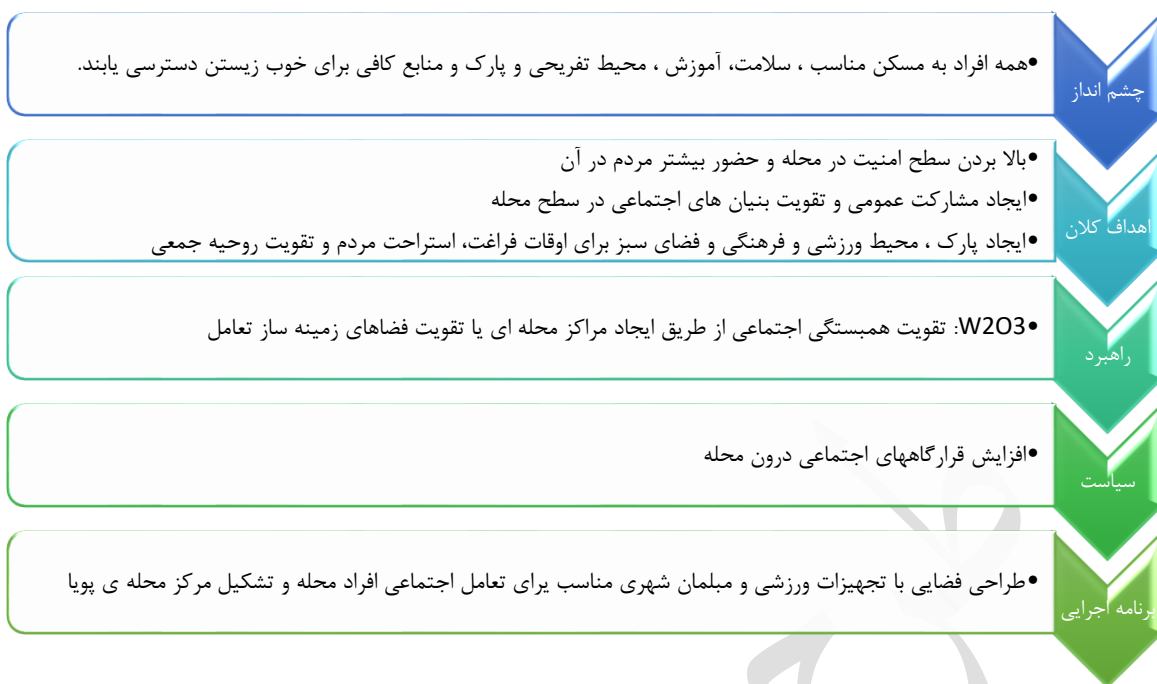 چشم انداز
•همه افراد به مسکن مناسب ، سلامت، آموزش ، محیط تفریحی و پارک و منابع کافی برای خوب زیستن دسترسی یابند.
اهداف کلان
•بالا بردن سطح امنیت در محله و حضور بیشتر مردم در آن
•ایجاد مشارکت عمومی و تقویت بنیان های اجتماعی در سطح محله
•ایجاد پارک ، محیط ورزشی و فرهنگی و فضای سبز برای اوقات فراغت، استراحت مردم و تقویت روحیه جمعی
راهبرد
•W2O3: تقویت همبستگی اجتماعی از طریق ایجاد مراکز محله ای یا تقویت فضاهای زمینه ساز تعامل
سیاست
•افزایش قرارگاههای اجتماعی درون محله
برنامه اجرایی
•طراحی فضایی با تجهیزات ورزشی و مبلمان شهری مناسب یرای تعامل اجتماعی افراد محله و تشکیل مرکز محله ی پویا